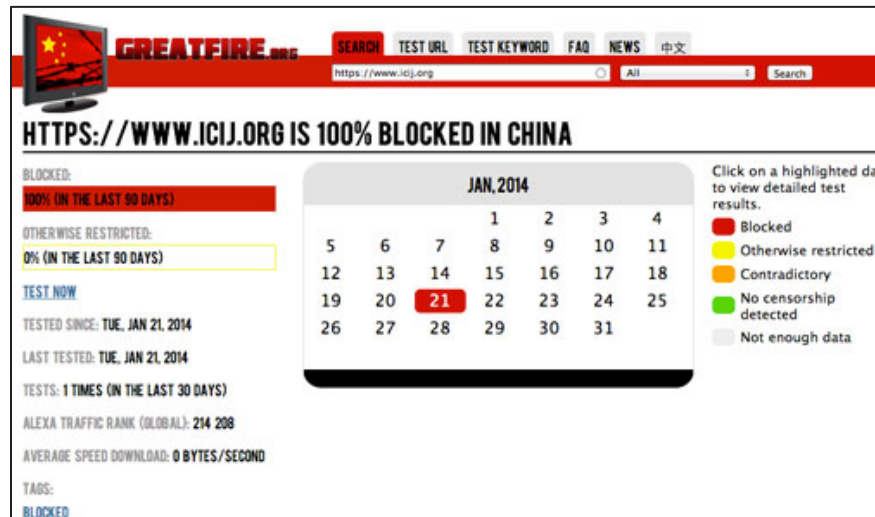 GREATFIRE.ORG
SEARCH TEST URL TEST KEYWORD FAQ NEWS 中文
https://www.icij.org All Search
HTTPS://WWW.ICIJ.ORG IS 100% BLOCKED IN CHINA
BLOCKED:
100% (IN THE LAST 90 DAYS)
OTHERWISE RESTRICTED:
0% (IN THE LAST 90 DAYS)
TEST NOW
TESTED SINCE: TUE, JAN 21, 2014
LAST TESTED: TUE, JAN 21, 2014
TESTS: 1 TIMES (IN THE LAST 30 DAYS)
ALEXA TRAFFIC RANK (GLOBAL): 214 208
AVERAGE SPEED DOWNLOAD: 0 BYTES/SECOND
TAGS:
BLOCKED
JAN, 2014
1 2 3 4
5 6 7 8 9 10 11
12 13 14 15 16 17 18
19 20 21 22 23 24 25
26 27 28 29 30 31
Click on a highlighted da
to view detailed test
results.
Blocked
Otherwise restricted
Contradictory
No censorship
detected
Not enough data